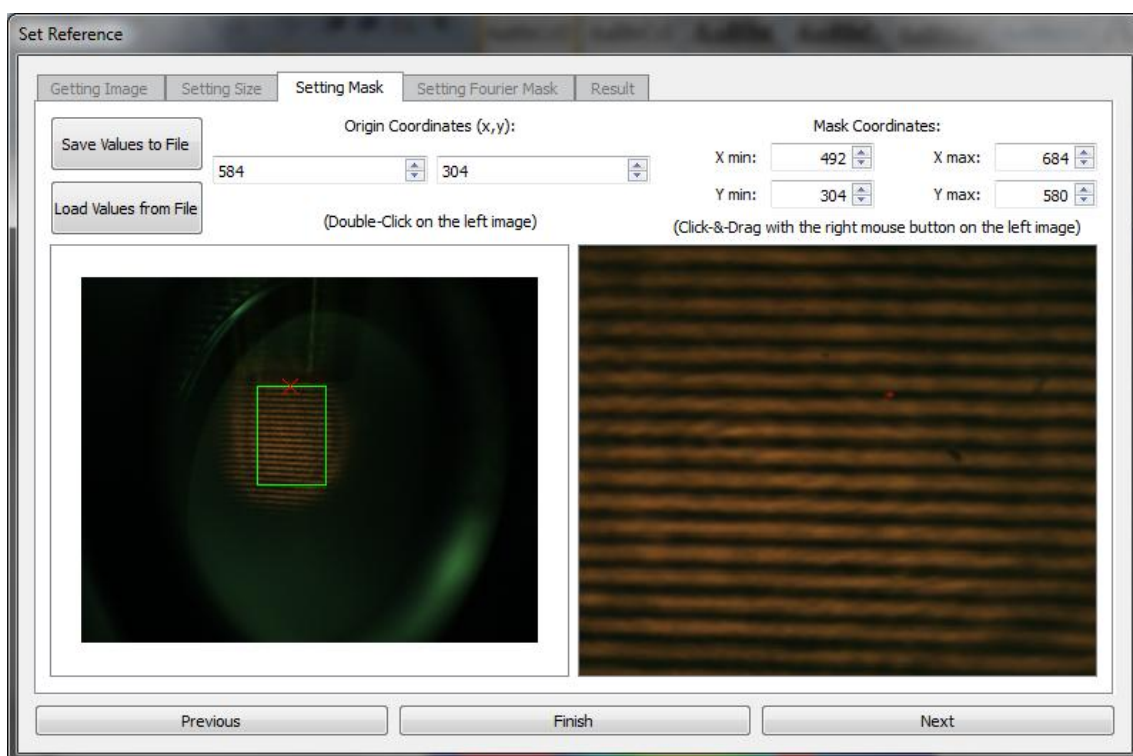 Set Reference
Getting Image Setting Size Setting Mask Setting Fourier Mask Result
Save Values to File
Load Values from File
Origin Coordinates (x,y):
584 304
(Double-Click on the left image)
Mask Coordinates:
X min: 492 X max: 684
Y min: 304 Y max: 580
(Click-&-Drag with the right mouse button on the left image)
Previous Finish Next